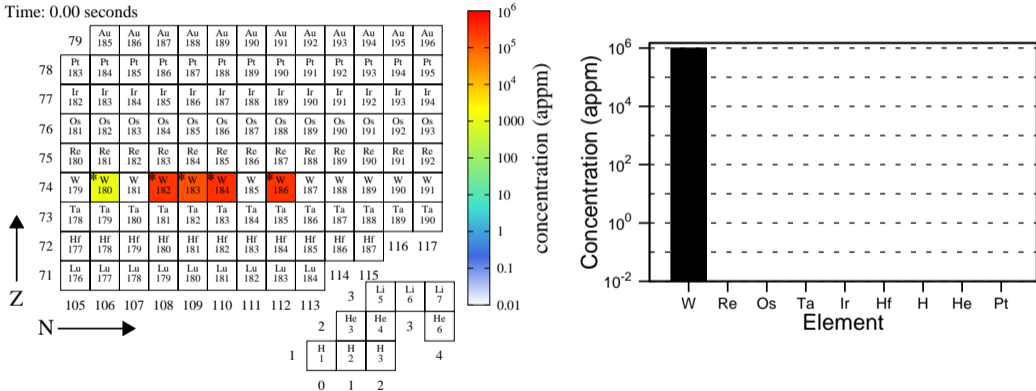 Time: 0.00 seconds
79 Au Au Au Au Au Au Au Au Au Au Au Au
185 186 187 188 189 190 191 192 193 194 195 196
78 Pt Pt Pt Pt Pt Pt Pt Pt Pt Pt Pt Pt Pt
183 184 185 186 187 188 189 190 191 192 193 194 195
77 Ir Ir Ir Ir Ir Ir Ir Ir Ir Ir Ir Ir Ir
182 183 184 185 186 187 188 189 190 191 192 193 194
76 Os Os Os Os Os Os Os Os Os Os Os Os Os
181 182 183 184 185 186 187 188 189 190 191 192 193
75 Re Re Re Re Re Re Re Re Re Re Re Re Re
180 181 182 183 184 185 186 187 188 189 190 191 192
74 W *W W *W *W *W W *W W W W W W
179 180 181 182 183 184 185 186 187 188 189 190 191
73 Ta Ta Ta Ta Ta Ta Ta Ta Ta Ta Ta Ta Ta
178 179 180 181 182 183 184 185 186 187 188 189 190
72 Hf Hf Hf Hf Hf Hf Hf Hf Hf Hf Hf 116 117
177 178 179 180 181 182 183 184 185 186 187
71 Lu Lu Lu Lu Lu Lu Lu Lu Lu 114 115
176 177 178 179 180 181 182 183 184
105 106 107 108 109 110 111 112 113
Z
N
3 Li Li Li
5 6 7
2 He He 3 He
3 4 6
1 H H H 4
1 2 3
0 1 2
10^6
10^5
10^4
1000
100
10
1
0.1
0.01
concentration (appm)
Concentration (appm)
10^6
10^4
10^2
10^0
10^-2
W Re Os Ta Ir Hf H He Pt
Element